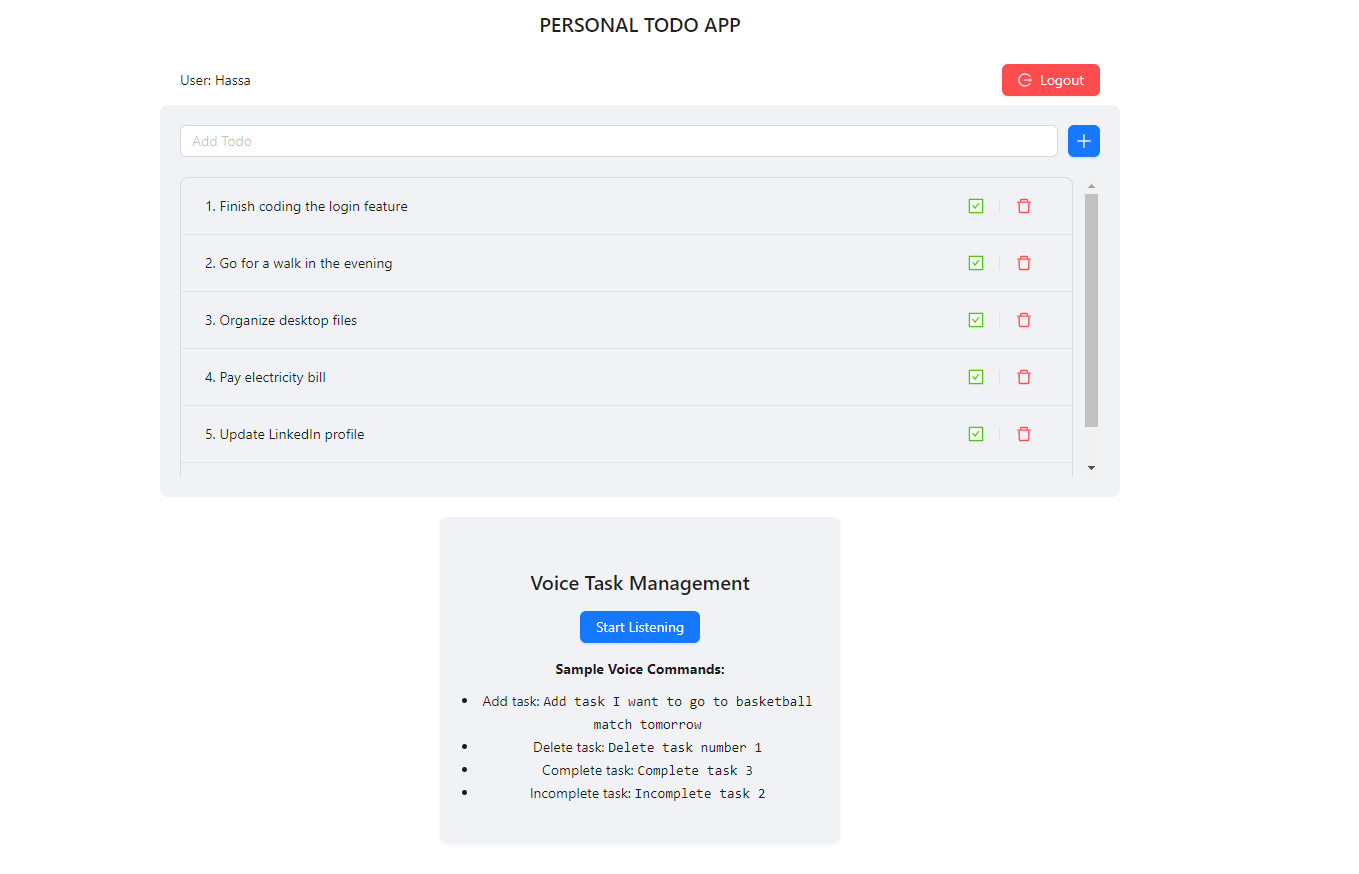 PERSONAL TODO APP
User: Hassa
Logout
Add Todo
1. Finish coding the login feature
2. Go for a walk in the evening
3. Organize desktop files
4. Pay electricity bill
5. Update LinkedIn profile
Voice Task Management
Start Listening
Sample Voice Commands:
• Add task: Add task I want to go to basketball
match tomorrow
• Delete task: Delete task number 1
• Complete task: Complete task 3
• Incomplete task: Incomplete task 2